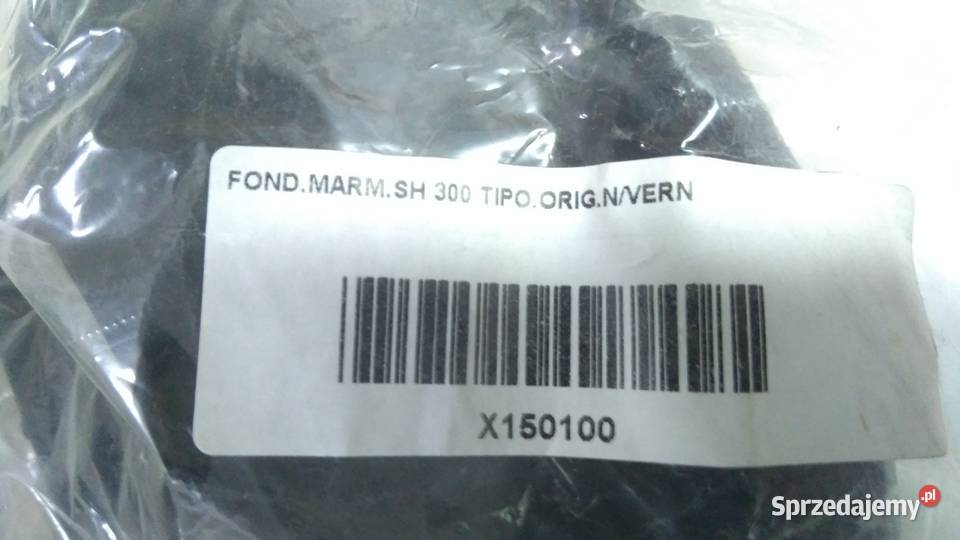 FOND.MARM.SH 300 TIPO.ORIG.N/VERN
X150100
Sprzedajemy.pl